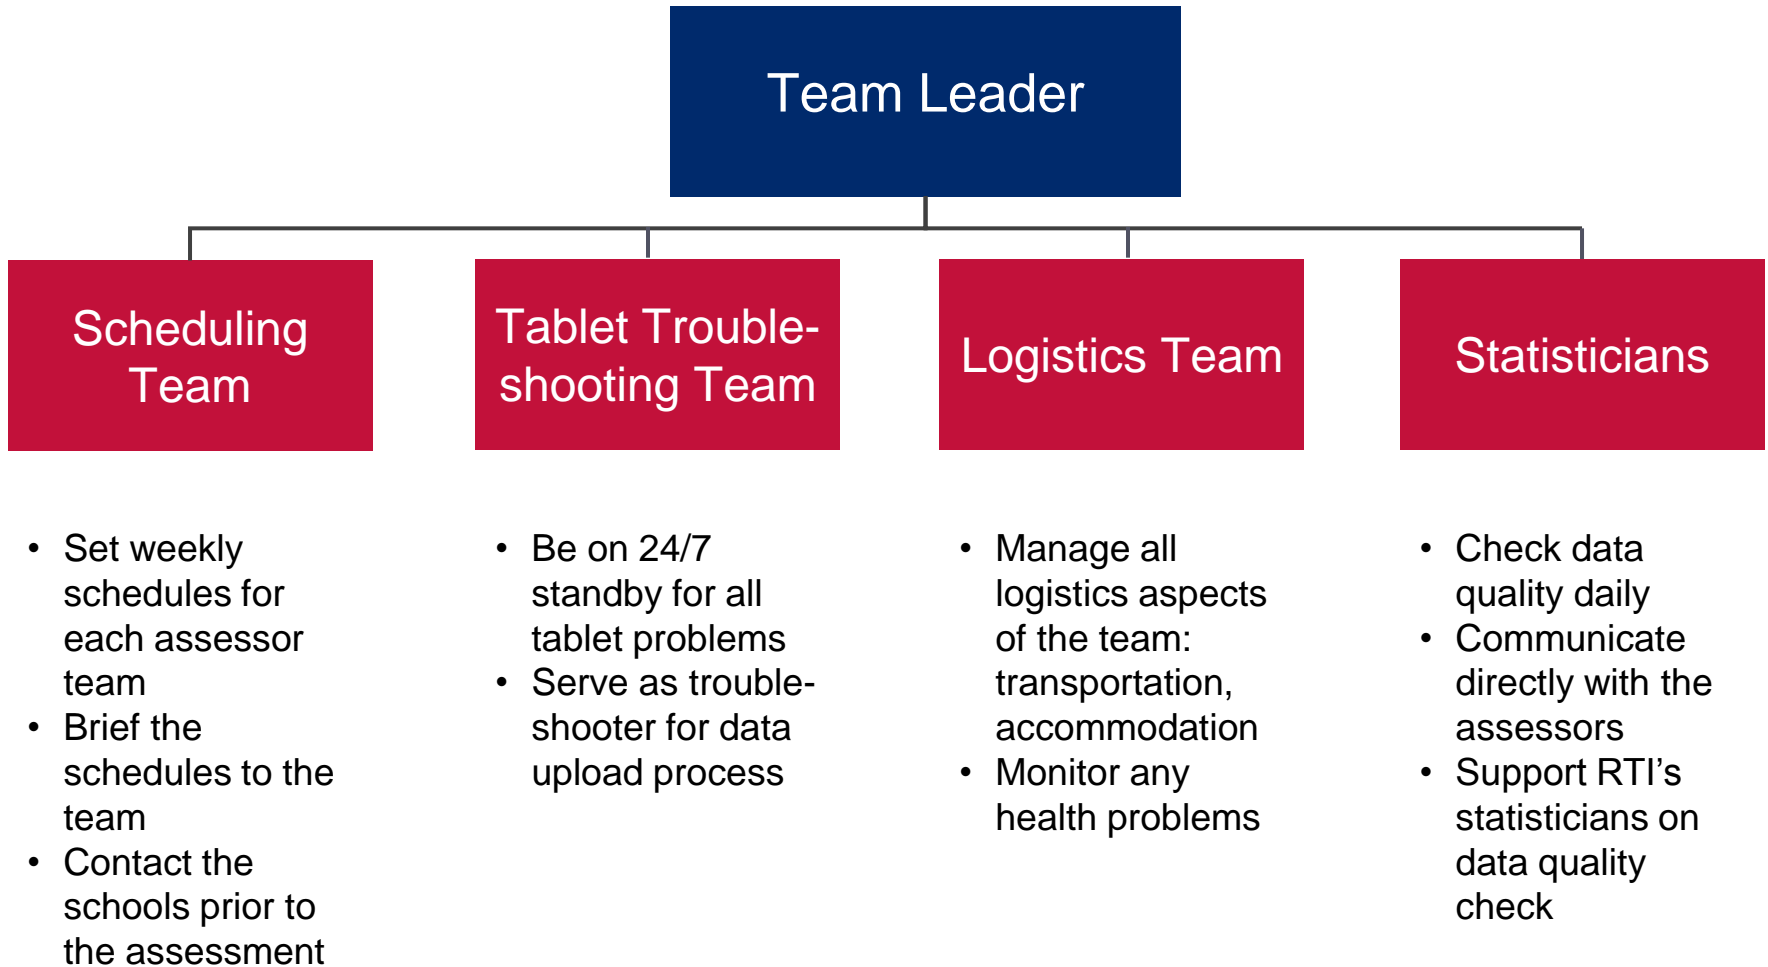 Team Leader
Scheduling
Team
Tablet Trouble-
shooting Team
Logistics Team
Statisticians
• Set weekly
schedules for
each assessor
team
• Brief the
schedules to the
team
• Contact the
schools prior to
the assessment
• Be on 24/7
standby for all
tablet problems
• Serve as trouble-
shooter for data
upload process
• Manage all
logistics aspects
of the team:
transportation,
accommodation
• Monitor any
health problems
• Check data
quality daily
• Communicate
directly with the
assessors
• Support RTI’s
statisticians on
data quality
check